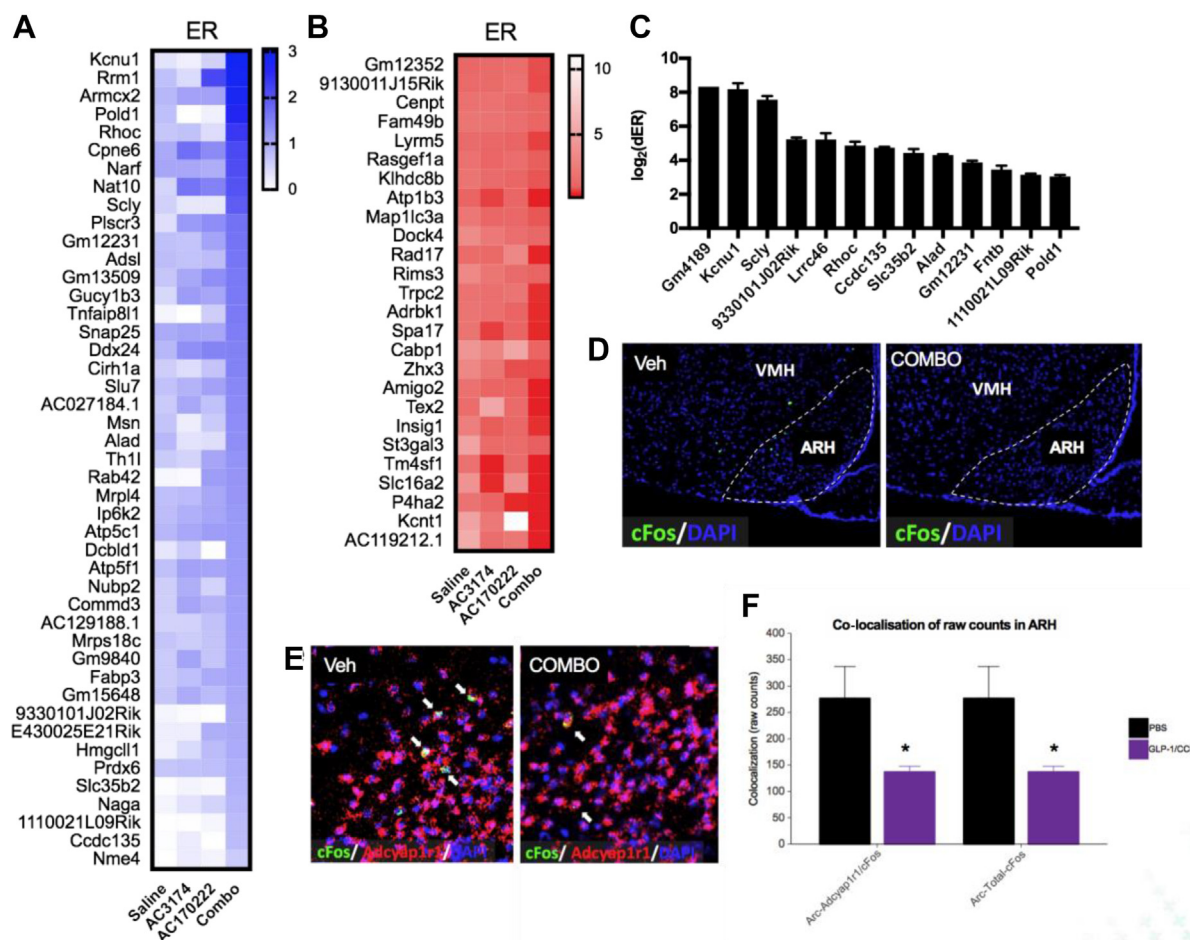 A
ER
Kcnu1
Rrm1
Armcx2
Pold1
Rhoc
Cpne6
Narf
Nat10
Scly
Plscr3
Gm12231
Adsl
Gm13509
Gucy1b3
Tnfaip8l1
Snap25
Ddx24
Cirh1a
Slu7
AC027184.1
Msn
Alad
Th1l
Rab42
Mrpl4
Ip6k2
Atp5c1
Dcbld1
Atp5f1
Nubp2
Commd3
AC129188.1
Mrps18c
Gm9840
Fabp3
Gm15648
9330101J02Rik
E430025E21Rik
Hmgcll1
Prdx6
Slc35b2
Naga
1110021L09Rik
Ccdc135
Nme4
Saline
AC3174
AC170222
Combo
3
2
1
0
B
ER
Gm12352
9130011J15Rik
Cenpt
Fam49b
Lyrm5
Rasgef1a
Klhdc8b
Atp1b3
Map1lc3a
Dock4
Rad17
Rims3
Trpc2
Adrbk1
Spa17
Cabp1
Zhx3
Amigo2
Tex2
Insig1
St3gal3
Tm4sf1
Slc16a2
P4ha2
Kcnt1
AC119212.1
Saline
AC3174
AC170222
Combo
10
5
C
log2(dER)
10
8
6
4
2
0
Gm4189
Kcnu1
Scly
9330101J02Rik
Lrrc46
Rhoc
Ccdc135
Slc35b2
Alad
Gm12231
Fntb
1110021L09Rik
Pold1
D
Veh
VMH
ARH
cFos/DAPI
COMBO
VMH
ARH
cFos/DAPI
E
Veh
cFos/ Adcyap1r1/DAPI
COMBO
cFos/ Adcyap1r1/DAPI
F
Co-localisation of raw counts in ARH
Colocalization (raw counts)
400
350
300
250
200
150
100
50
0
*
*
Arc-Adcyap1r1/cFos
Arc-Total-cFos
PBS
GLP-1/CC